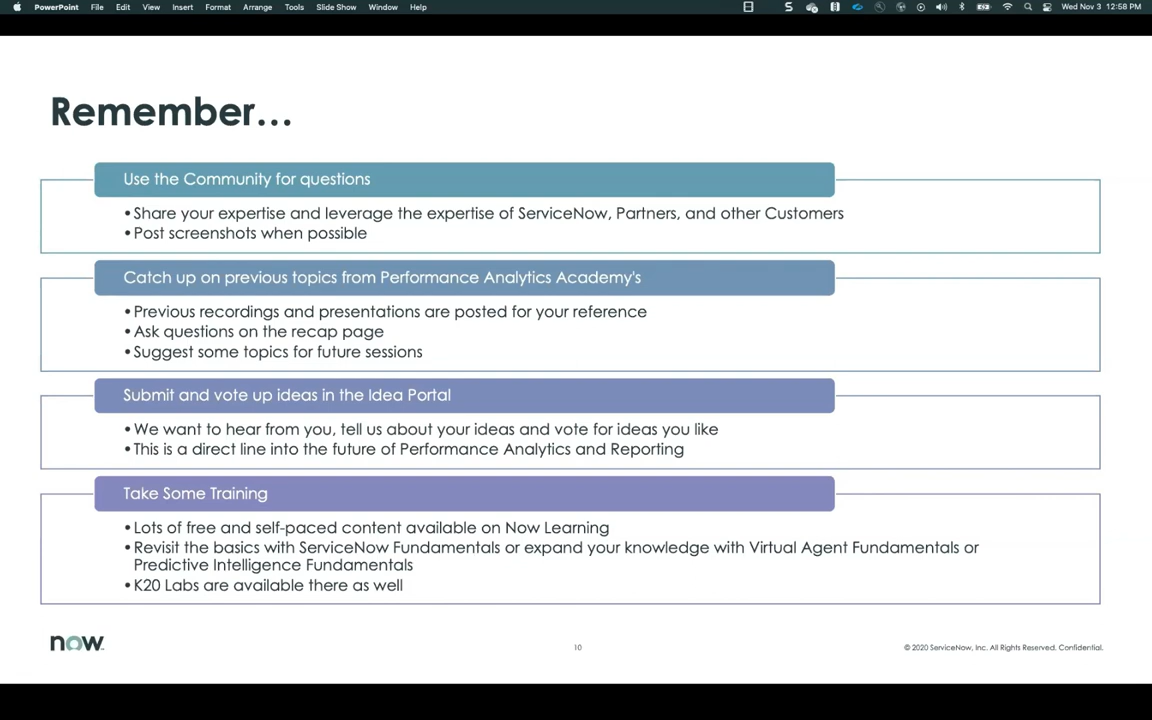 PowerPoint File Edit View Insert Format Arrange Tools Slide Show Window Help Wed Nov 3 12:58 PM
Remember...
Use the Community for questions
•Share your expertise and leverage the expertise of ServiceNow, Partners, and other Customers
•Post screenshots when possible
Catch up on previous topics from Performance Analytics Academy's
•Previous recordings and presentations are posted for your reference
•Ask questions on the recap page
•Suggest some topics for future sessions
Submit and vote up ideas in the Idea Portal
•We want to hear from you, tell us about your ideas and vote for ideas you like
•This is a direct line into the future of Performance Analytics and Reporting
Take Some Training
•Lots of free and self-paced content available on Now Learning
•Revisit the basics with ServiceNow Fundamentals or expand your knowledge with Virtual Agent Fundamentals or
Predictive Intelligence Fundamentals
•K20 Labs are available there as well
now
10
© 2020 ServiceNow, Inc. All Rights Reserved. Confidential.